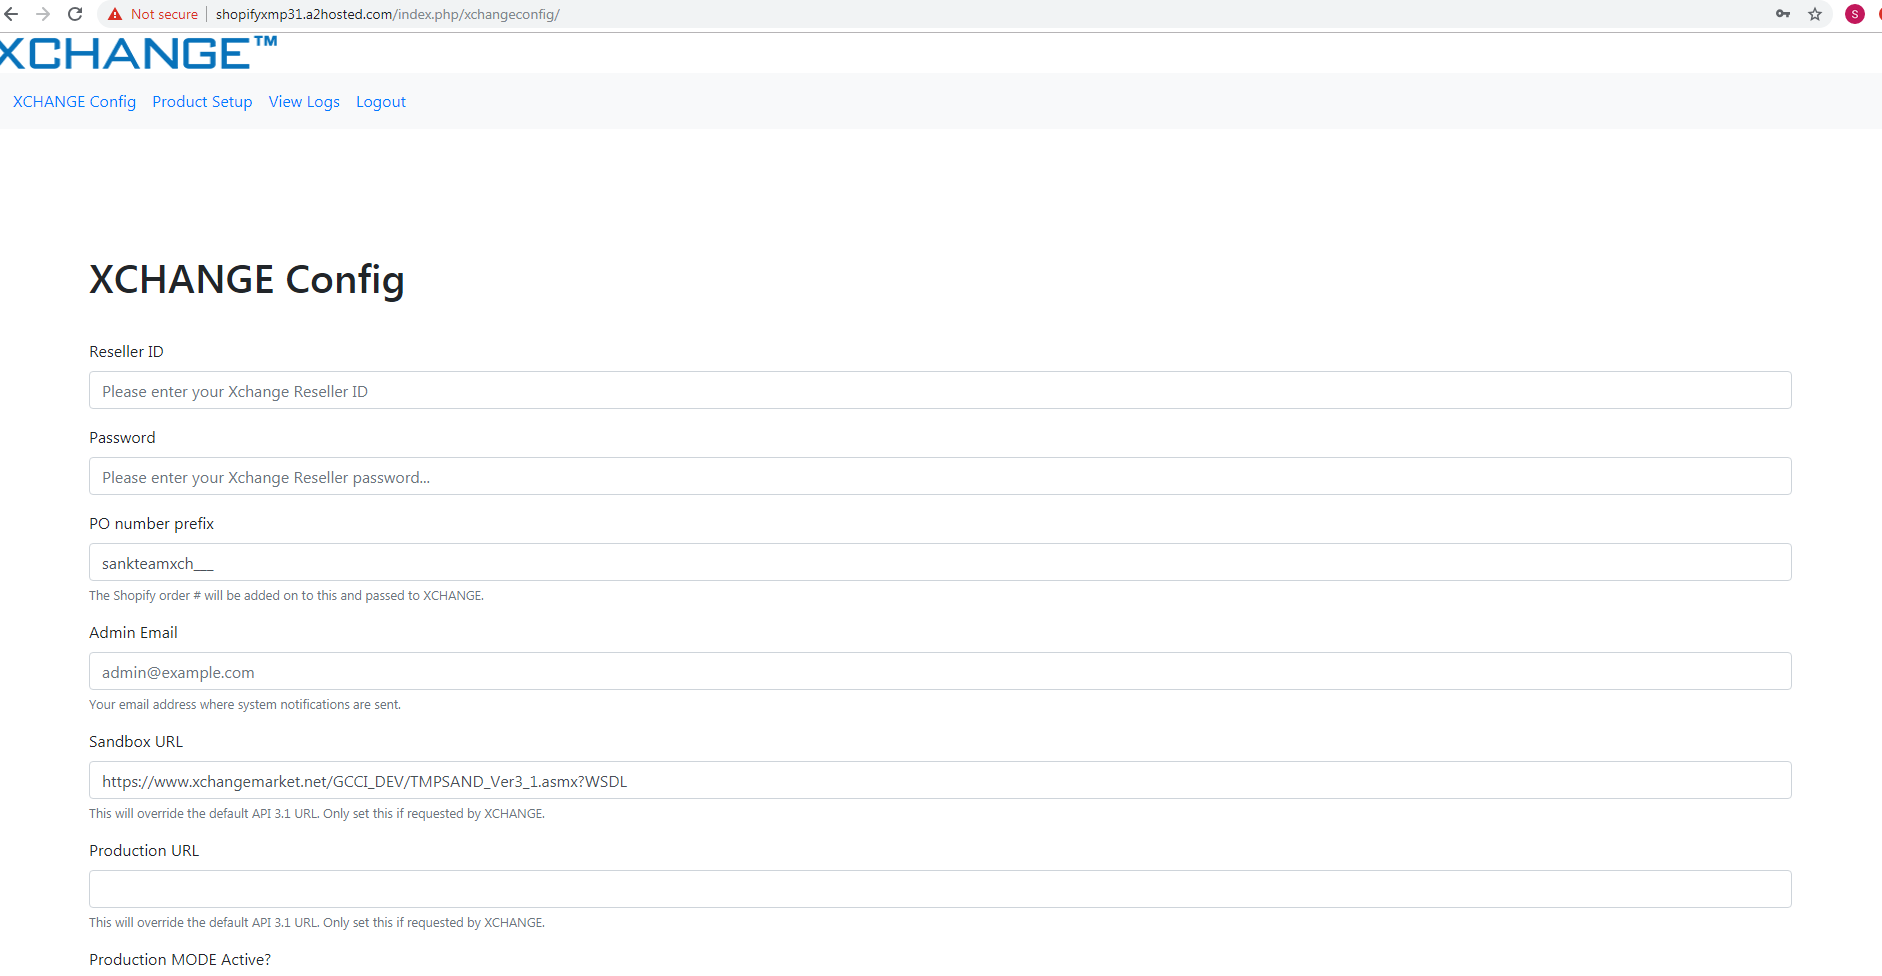 Not secure shopifyxmp31.a2hosted.com/index.php/xchangeconfig/
S
XCHANGE™
XCHANGE Config Product Setup View Logs Logout
XCHANGE Config
Reseller ID
Please enter your Xchange Reseller ID
Password
Please enter your Xchange Reseller password...
PO number prefix
sankteamxch___
The Shopify order # will be added on to this and passed to XCHANGE.
Admin Email
admin@example.com
Your email address where system notifications are sent.
Sandbox URL
https://www.xchangemarket.net/GCCI_DEV/TMPSAND_Ver3_1.asmx?WSDL
This will override the default API 3.1 URL. Only set this if requested by XCHANGE.
Production URL
This will override the default API 3.1 URL. Only set this if requested by XCHANGE.
Production MODE Active?